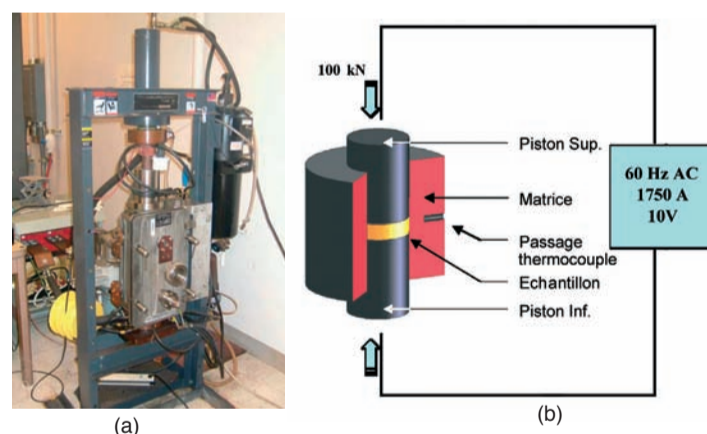 100 kN
Piston Sup.
Matrice
Passage
thermocouple
Echantillon
Piston Inf.
60 Hz AC
1750 A
10V
(a)
(b)